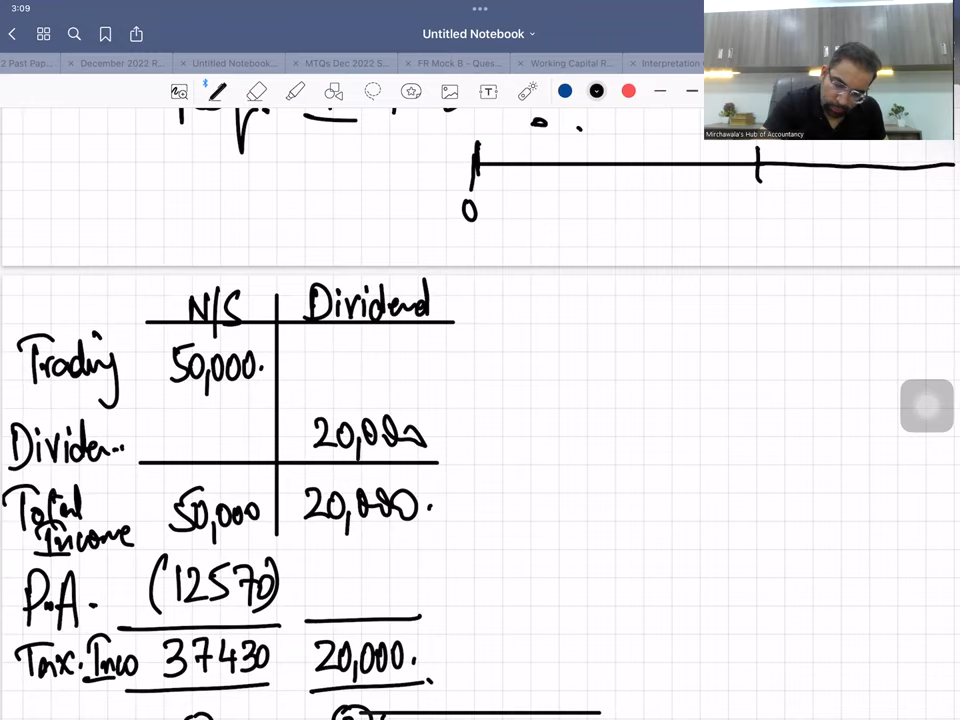 3:09
Untitled Notebook
2 Past Pap...
December 2022 R...
Untitled Notebook...
MTQs Dec 2022 S...
FR Mock B - Ques...
Working Capital R...
Interpretation
Mirchawala's Hub of Accountancy
0
N/S Dividend
Trading 50,000.
Dividen... 20,000
Total Income 50,000 20,000.
P.A. (12570)
Tax. Inco 37430 20,000.